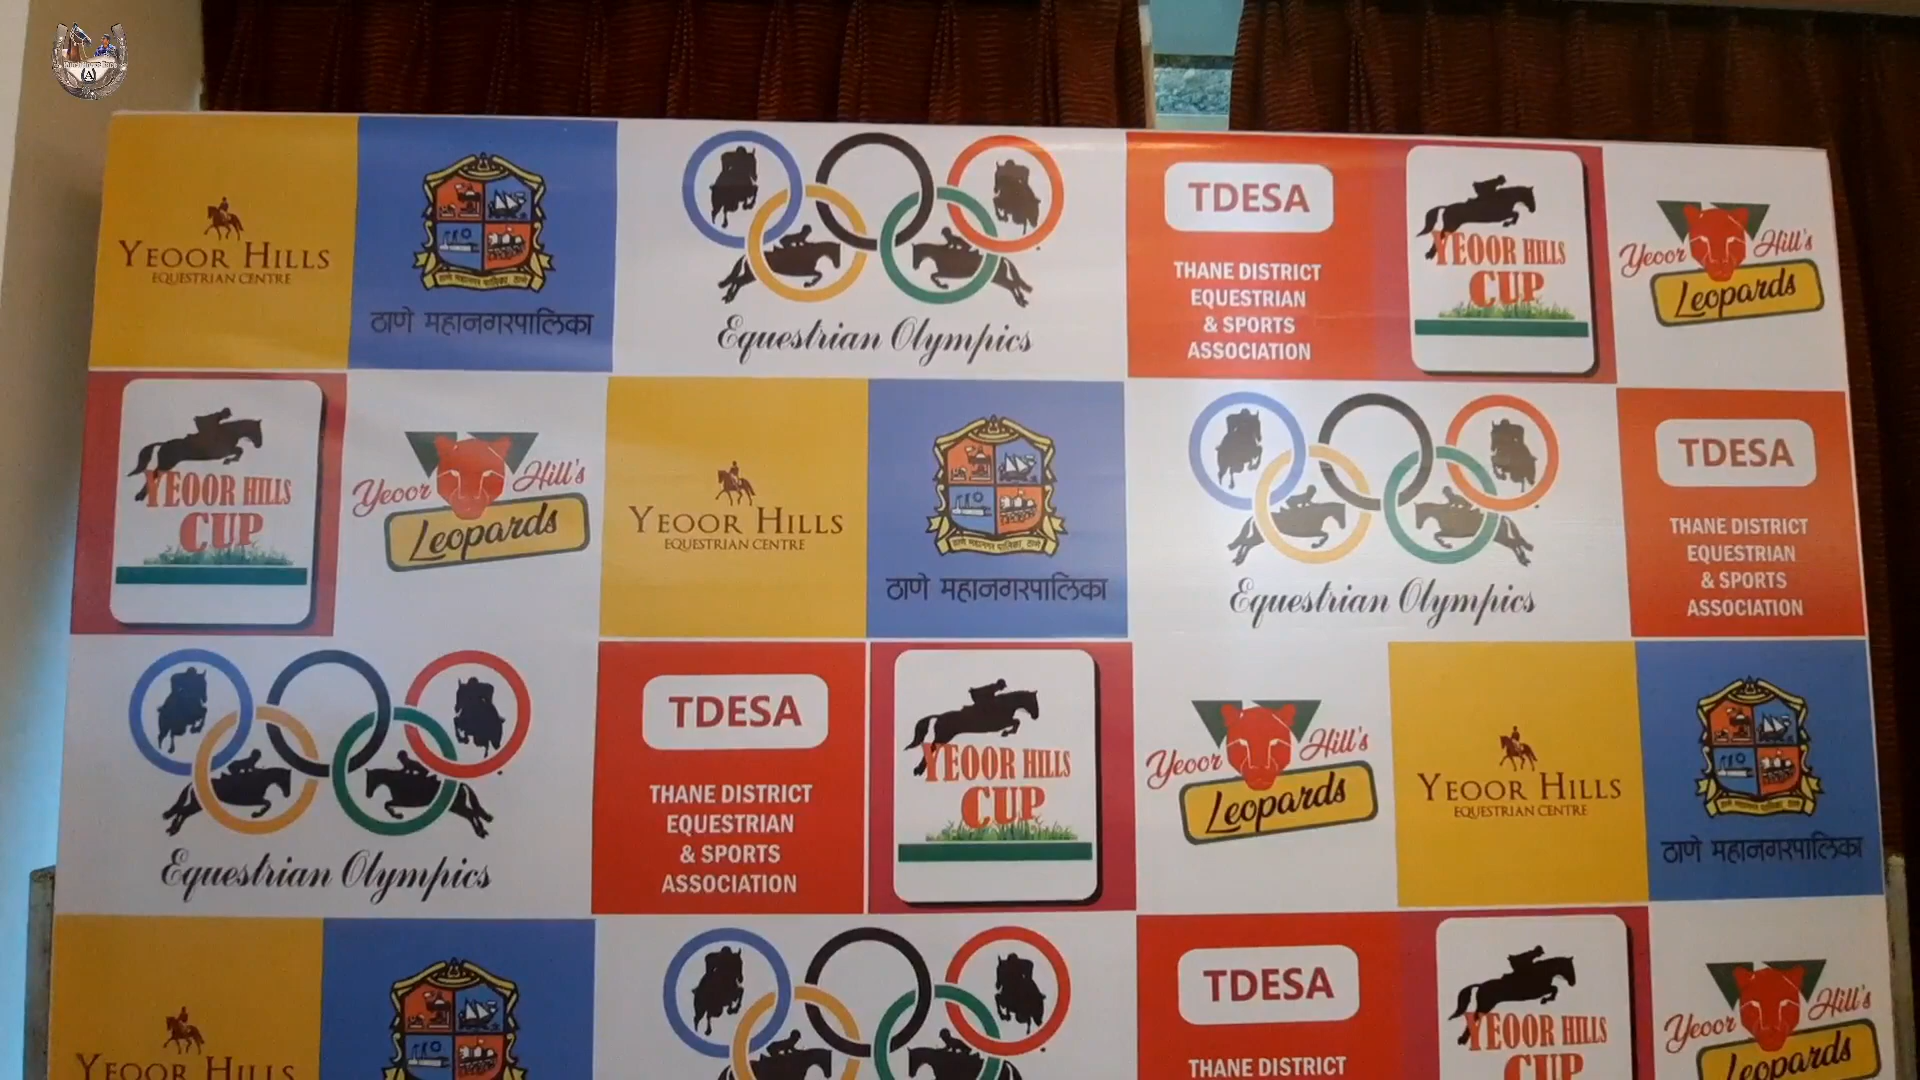 YEOOR HILLS
EQUESTRIAN CENTRE
ठाणे महानगरपालिका
Equestrian Olympics
TDESA
THANE DISTRICT
EQUESTRIAN
& SPORTS
ASSOCIATION
YEOOR HILLS
CUP
Yeoor Hill's
Leopards
YEOOR HILLS
CUP
Yeoor Hill's
Leopards
YEOOR HILLS
EQUESTRIAN CENTRE
ठाणे महानगरपालिका
Equestrian Olympics
TDESA
THANE DISTRICT
EQUESTRIAN
& SPORTS
ASSOCIATION
Equestrian Olympics
TDESA
THANE DISTRICT
EQUESTRIAN
& SPORTS
ASSOCIATION
YEOOR HILLS
CUP
Yeoor Hill's
Leopards
YEOOR HILLS
EQUESTRIAN CENTRE
ठाणे महानगरपालिका
YEOOR HILLS
TDESA
THANE DISTRICT
YEOOR HILLS
CUP
Yeoor Hill's
Leopards